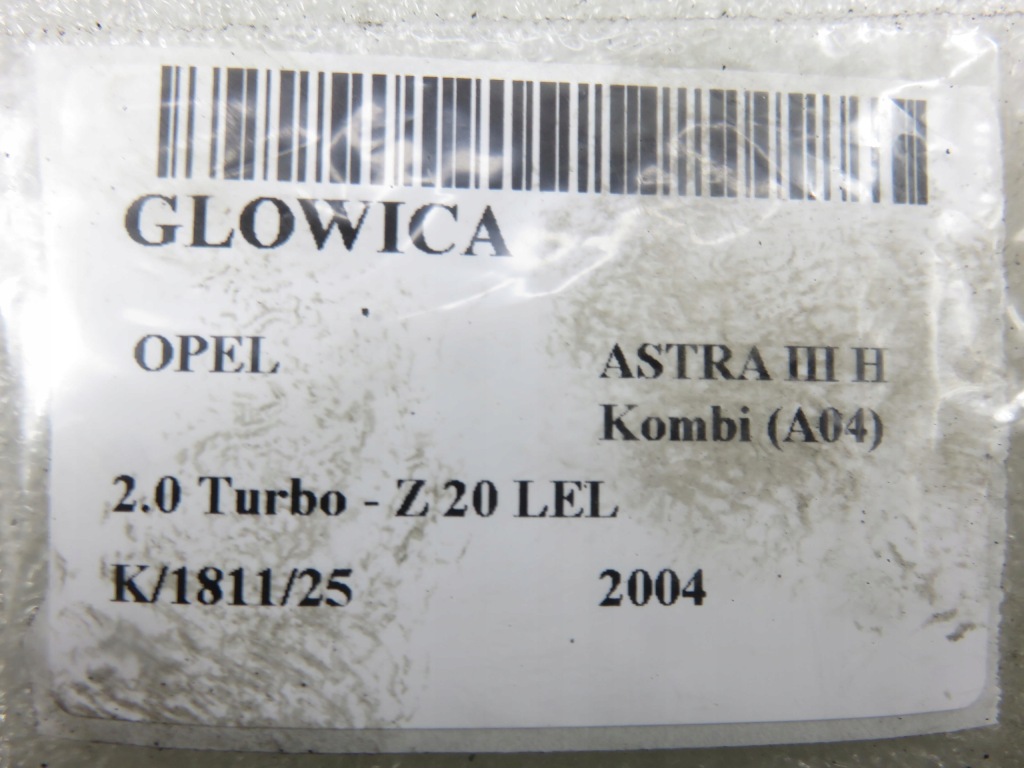 GLOWICA
OPEL ASTRA III H
Kombi (A04)
2.0 Turbo - Z 20 LEL
K/1811/25 2004